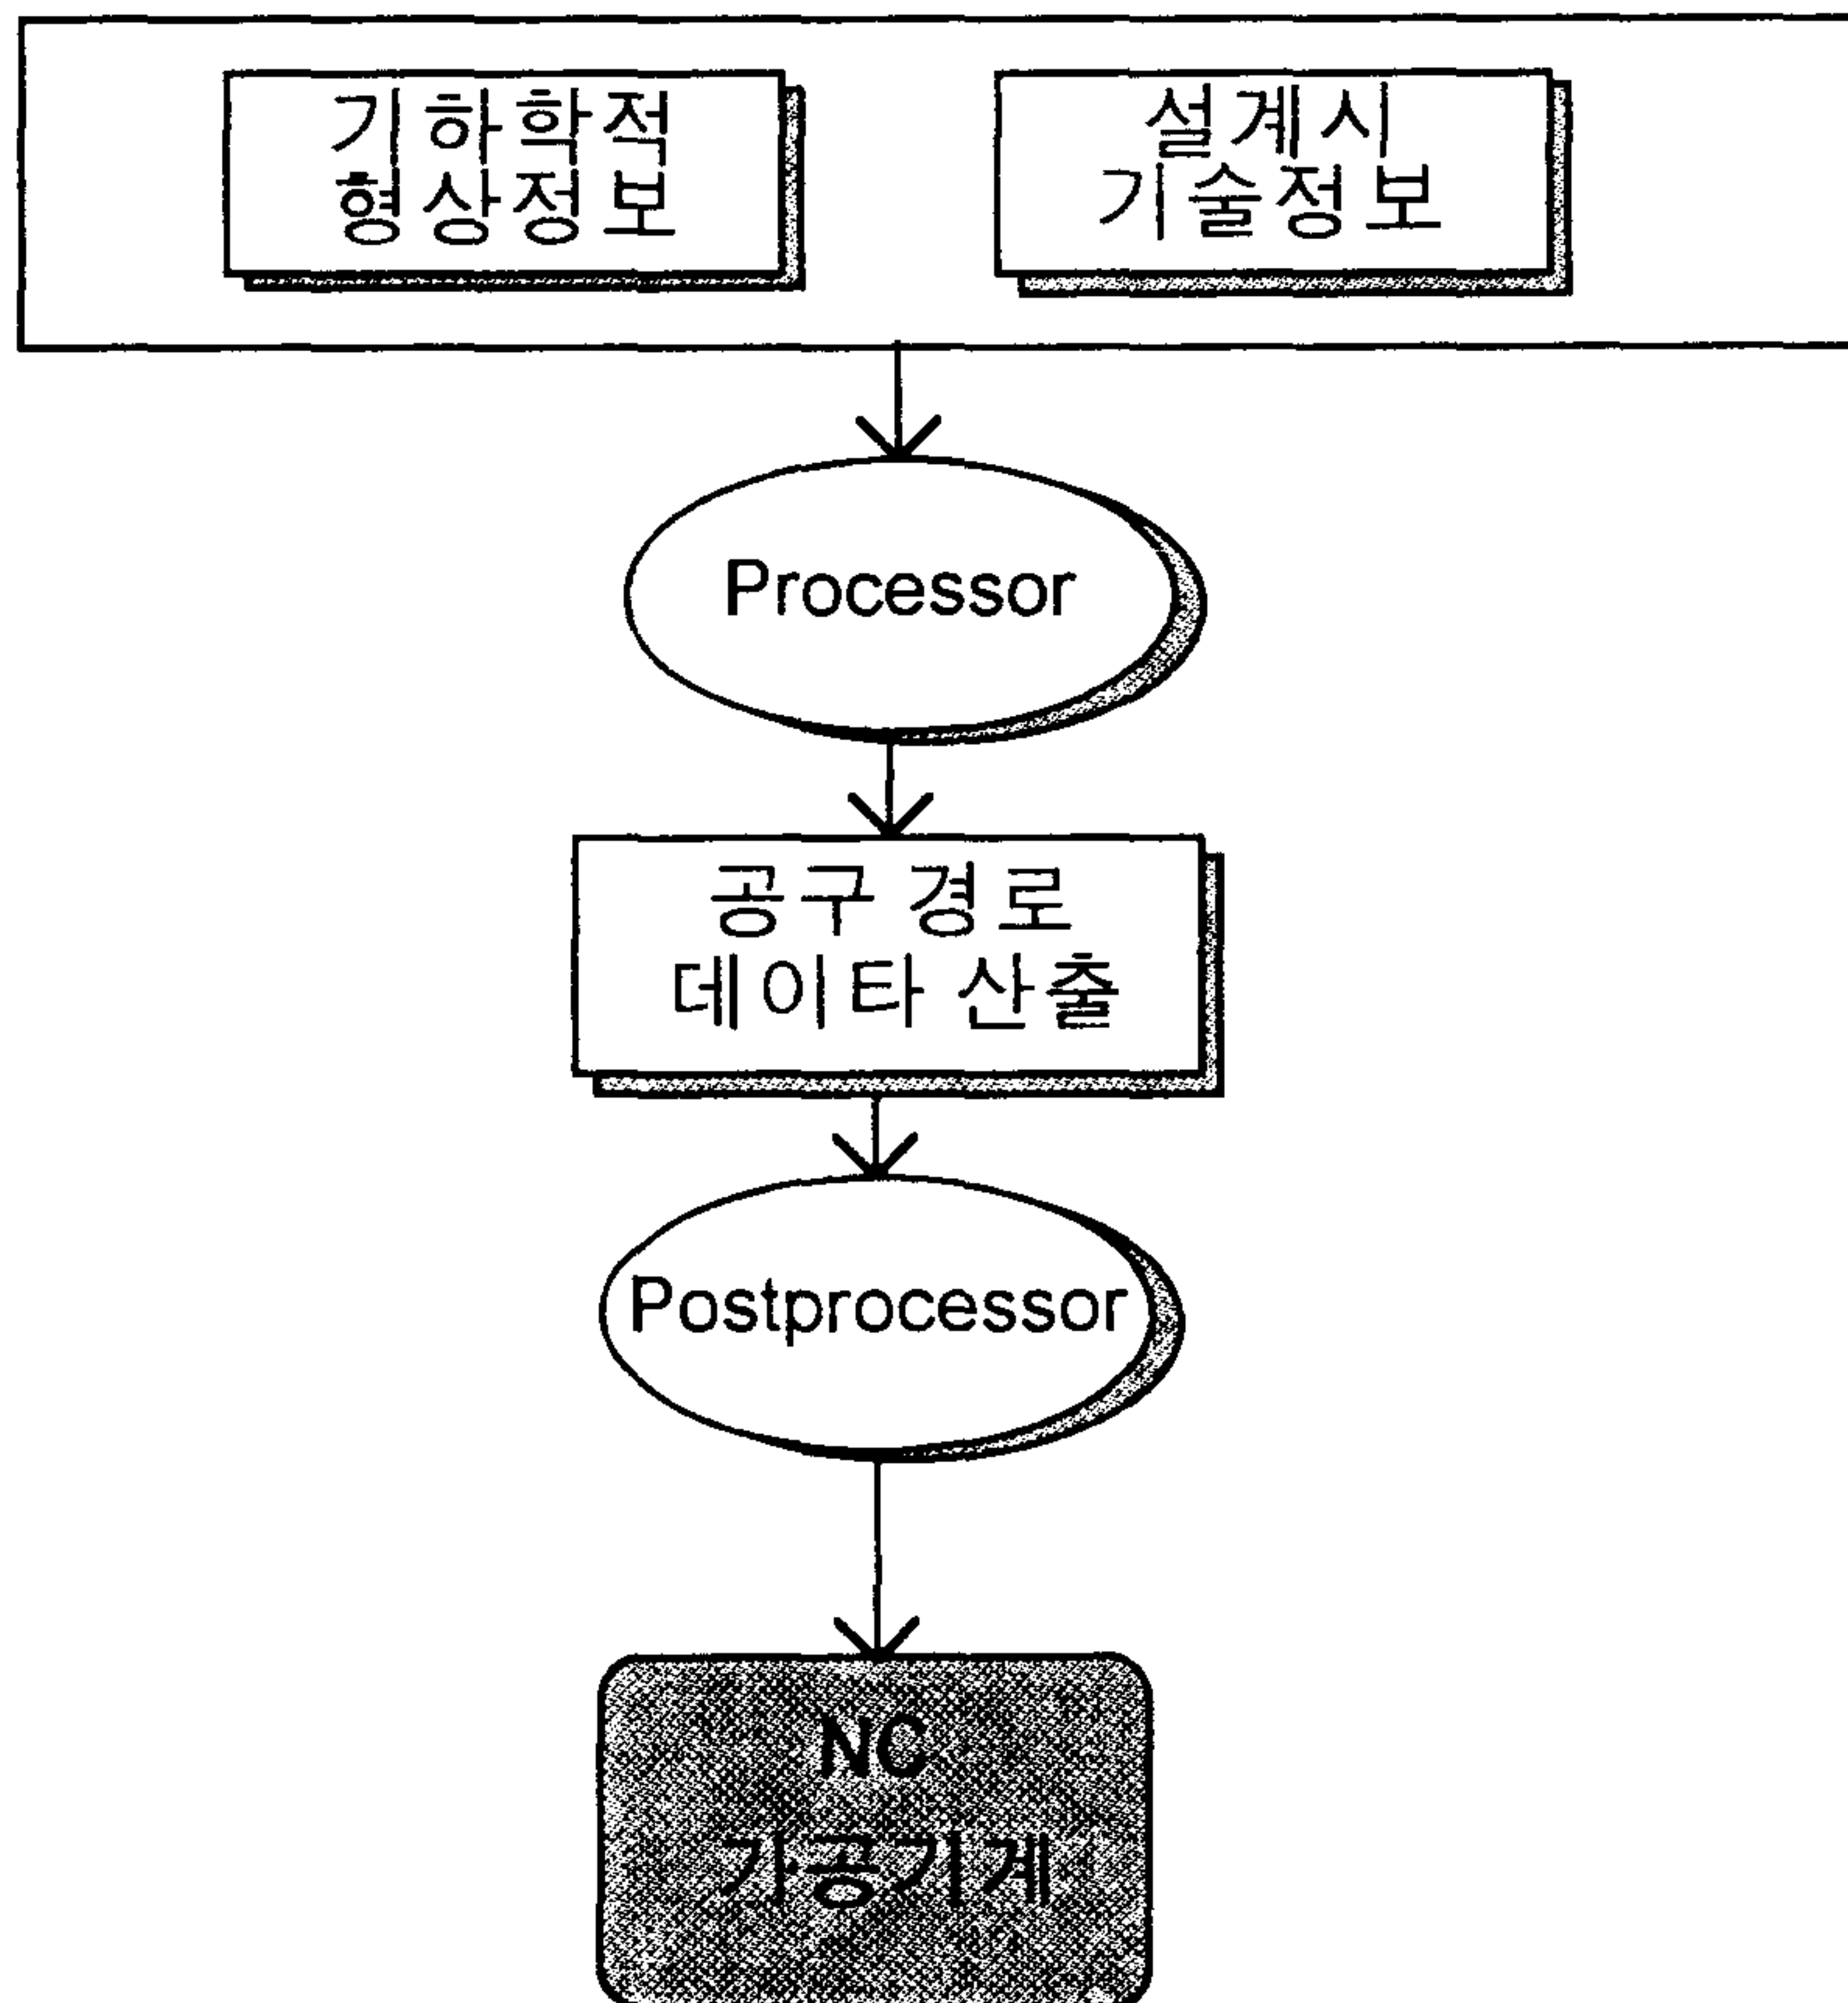 기하학적
형상정보
설계시
기술정보
Processor
공구 경로
데이타 산출
Postprocessor
NC
가공기계